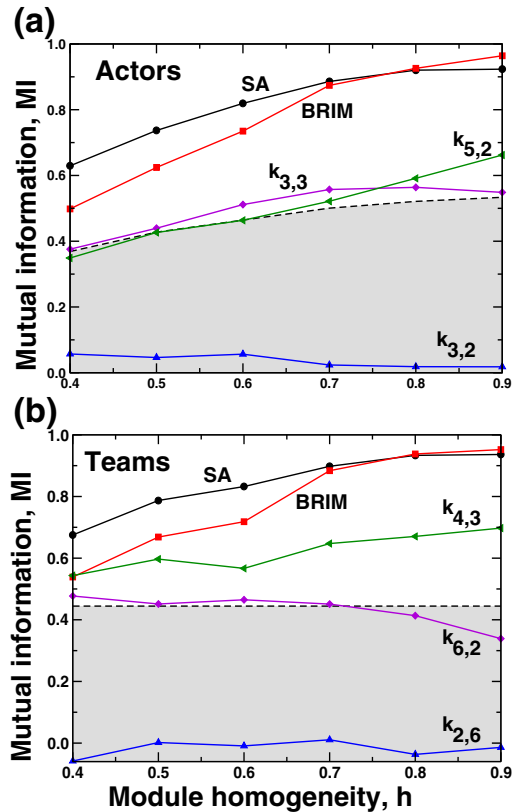 (a)
Mutual information, MI
1.0
0.8
0.6
0.4
0.2
0.0
Actors
SA
BRIM
k3,3
k5,2
k3,2
0.4 0.5 0.6 0.7 0.8 0.9
(b)
Mutual information, MI
1.0
0.8
0.6
0.4
0.2
0.0
Teams
SA
BRIM
k4,3
k6,2
k2,6
0.4 0.5 0.6 0.7 0.8 0.9
Module homogeneity, h